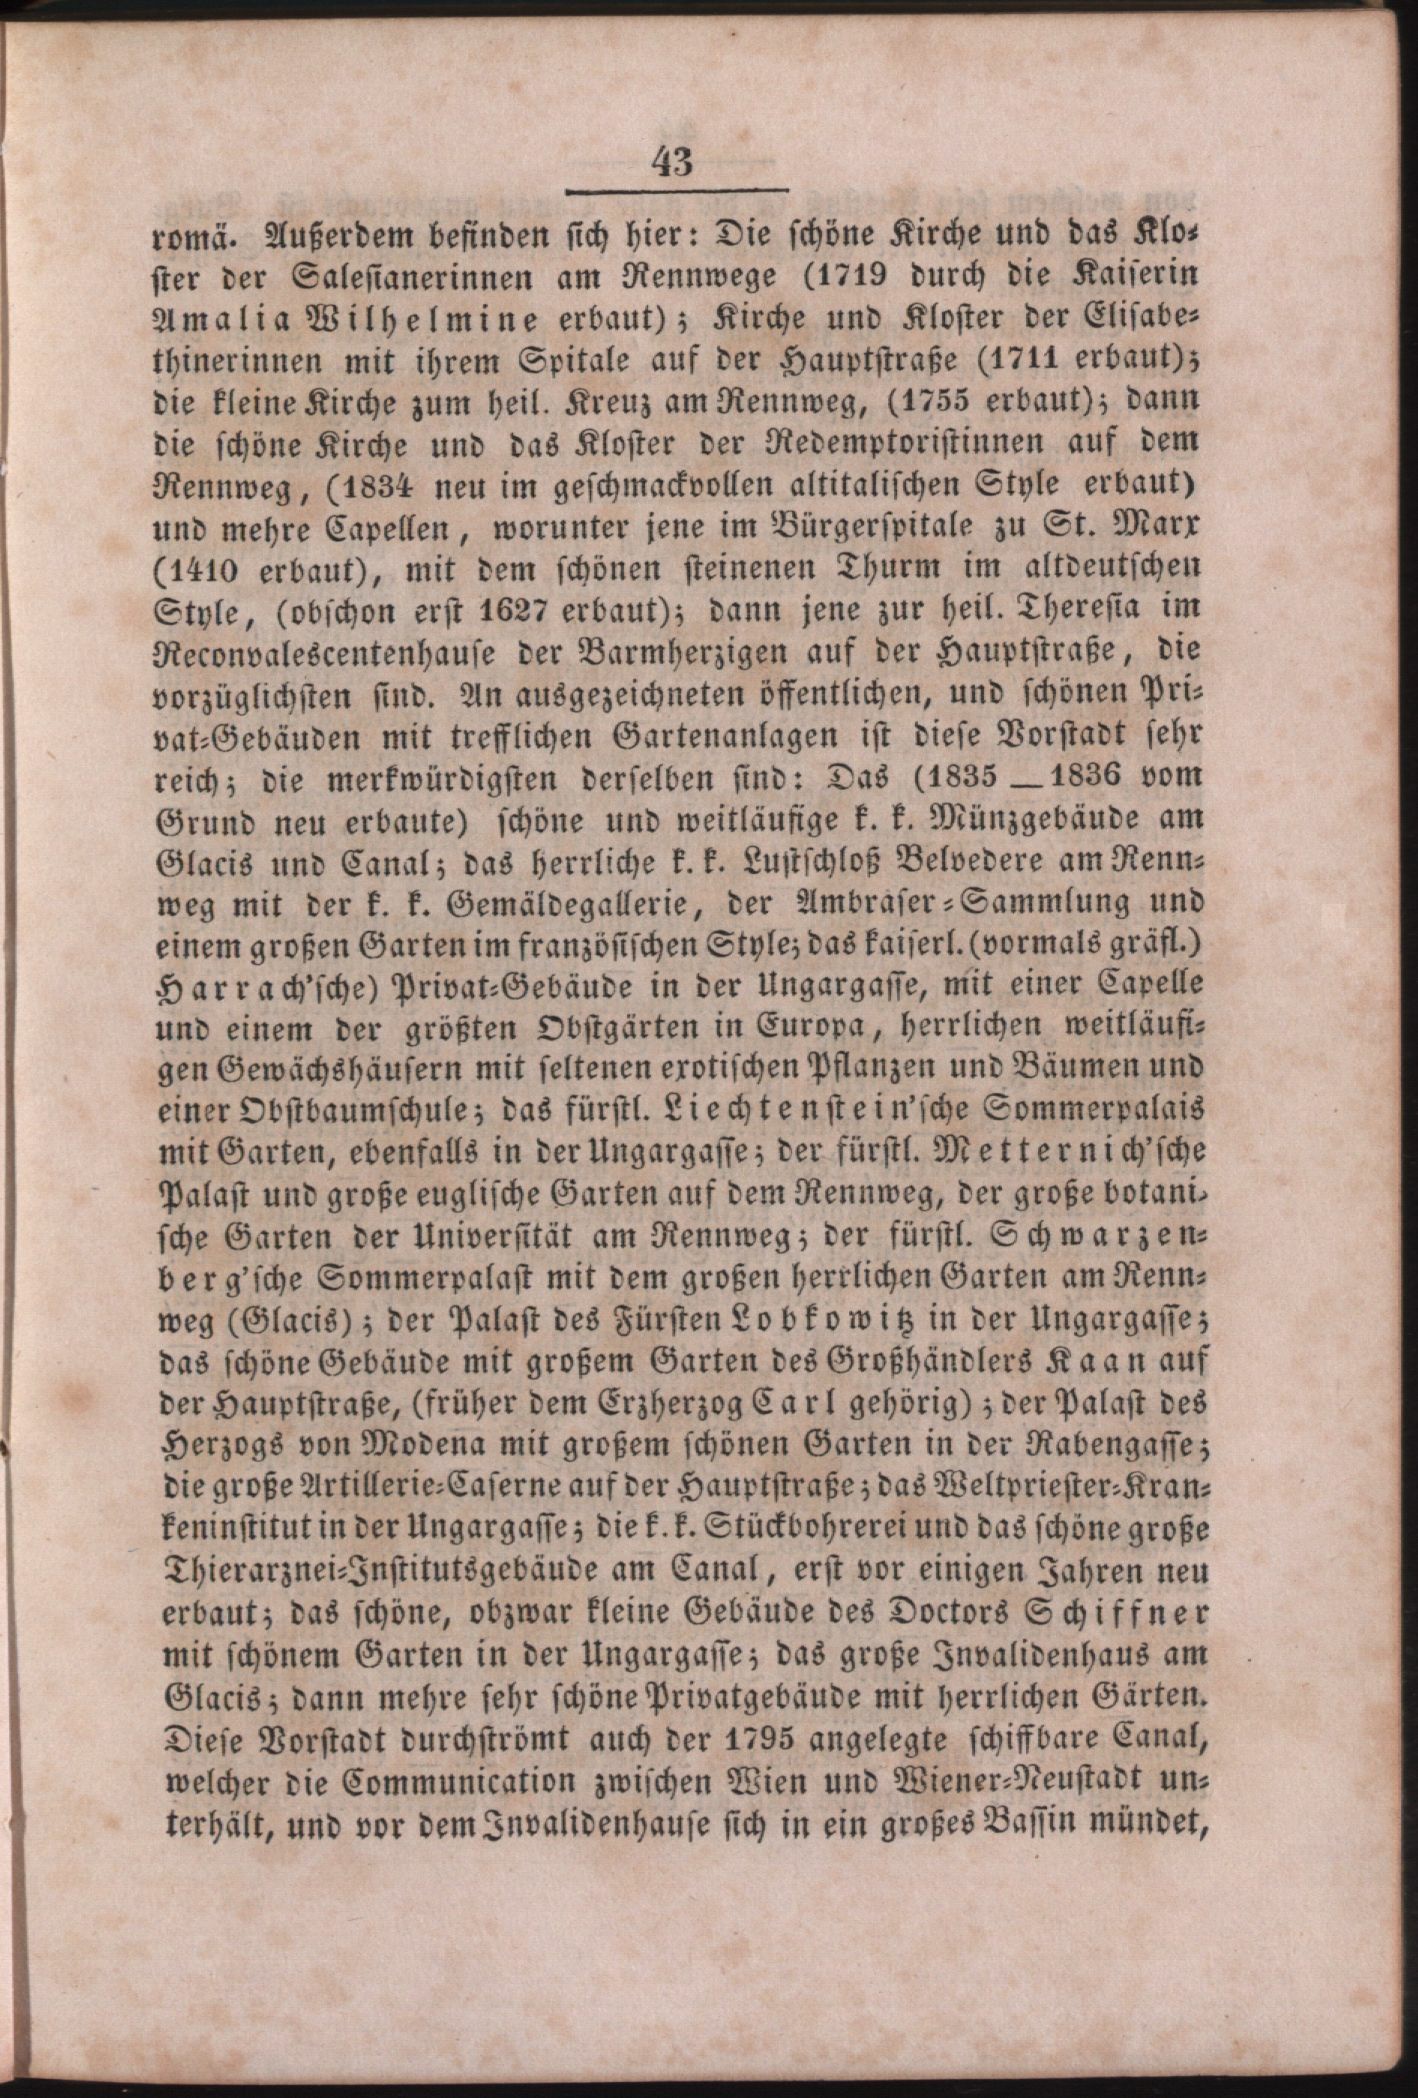 43
romä. Außerdem befinden sich hier: Die schöne Kirche und das Klo-
ster der Salesianerinnen am Rennwege (1719 durch die Kaiserin
Amalia Wilhelmine erbaut); Kirche und Kloster der Elisabe-
thinerinnen mit ihrem Spitale auf der Hauptstraße (1711 erbaut);
die kleine Kirche zum heil. Kreuz am Rennweg, (1755 erbaut); dann
die schöne Kirche und das Kloster der Redemptoristinnen auf dem
Rennweg, (1834 neu im geschmackvollen altitalischen Style erbaut)
und mehre Capellen, worunter jene im Bürgerspitale zu St. Marx
(1410 erbaut), mit dem schönen steinenen Thurm im altdeutschen
Style, (obschon erst 1627 erbaut); dann jene zur heil. Theresia im
Reconvalescentenhause der Barmherzigen auf der Hauptstraße, die
vorzüglichsten sind. An ausgezeichneten öffentlichen, und schönen Pri-
vat-Gebäuden mit trefflichen Gartenanlagen ist diese Vorstadt sehr
reich; die merkwürdigsten derselben sind: Das (1835 — 1836 vom
Grund neu erbaute) schöne und weitläufige k. k. Münzgebäude am
Glacis und Canal; das herrliche k. k. Lustschloß Belvedere am Renn-
weg mit der k. k. Gemäldegallerie, der Ambraser-Sammlung und
einem großen Garten im französischen Style; das kaiserl. (vormals gräfl.)
Harrach'sche) Privat-Gebäude in der Ungargasse, mit einer Capelle
und einem der größten Obstgärten in Europa, herrlichen weitläufi-
gen Gewächshäusern mit seltenen exotischen Pflanzen und Bäumen und
einer Obstbaumschule; das fürstl. Liechtenstein'sche Sommerpalais
mit Garten, ebenfalls in der Ungargasse; der fürstl. Metternich'sche
Palast und große euglische Garten auf dem Rennweg, der große botani-
sche Garten der Universität am Rennweg; der fürstl. Schwarzen-
berg'sche Sommerpalast mit dem großen herrlichen Garten am Renn-
weg (Glacis); der Palast des Fürsten Lobkowitz in der Ungargasse;
das schöne Gebäude mit großem Garten des Großhändlers Kaan auf
der Hauptstraße, (früher dem Erzherzog Carl gehörig); der Palast des
Herzogs von Modena mit großem schönen Garten in der Rabengasse;
die große Artillerie-Caserne auf der Hauptstraße; das Weltpriester-Kran-
keninstitut in der Ungargasse; die k. k. Stückbohrerei und das schöne große
Thierarznei-Institutsgebäude am Canal, erst vor einigen Jahren neu
erbaut; das schöne, obzwar kleine Gebäude des Doctors Schiffner
mit schönem Garten in der Ungargasse; das große Invalidenhaus am
Glacis; dann mehre sehr schöne Privatgebäude mit herrlichen Gärten.
Diese Vorstadt durchströmt auch der 1795 angelegte schiffbare Canal,
welcher die Communication zwischen Wien und Wiener-Neustadt un-
terhält, und vor dem Invalidenhause sich in ein großes Bassin mündet,